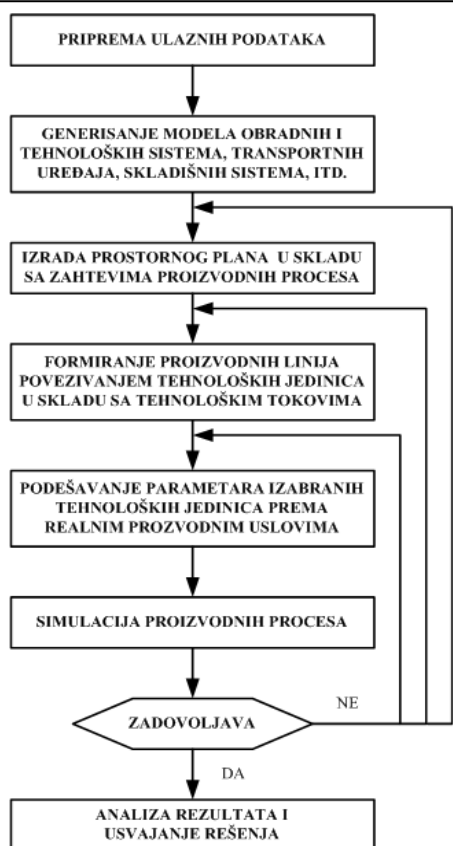 PRIPREMA ULAZNIH PODATAKA
GENERISANJE MODELA OBRADNIH I
TEHNOLOŠKIH SISTEMA, TRANSPORTNIH
UREĐAJA, SKLADIŠNIH SISTEMA, ITD.
IZRADA PROSTORNOG PLANA U SKLADU
SA ZAHTEVIMA PROIZVODNIH PROCESA
FORMIRANJE PROIZVODNIH LINIJA
POVEZIVANJEM TEHNOLOŠKIH JEDINICA
U SKLADU SA TEHNOLOŠKIM TOKOVIMA
PODEŠAVANJE PARAMETARA IZABRANIH
TEHNOLOŠKIH JEDINICA PREMA
REALNIM PROZVODNIM USLOVIMA
SIMULACIJA PROIZVODNIH PROCESA
ZADOVOLJAVA
NE
DA
ANALIZA REZULTATA I
USVAJANJE REŠENJA